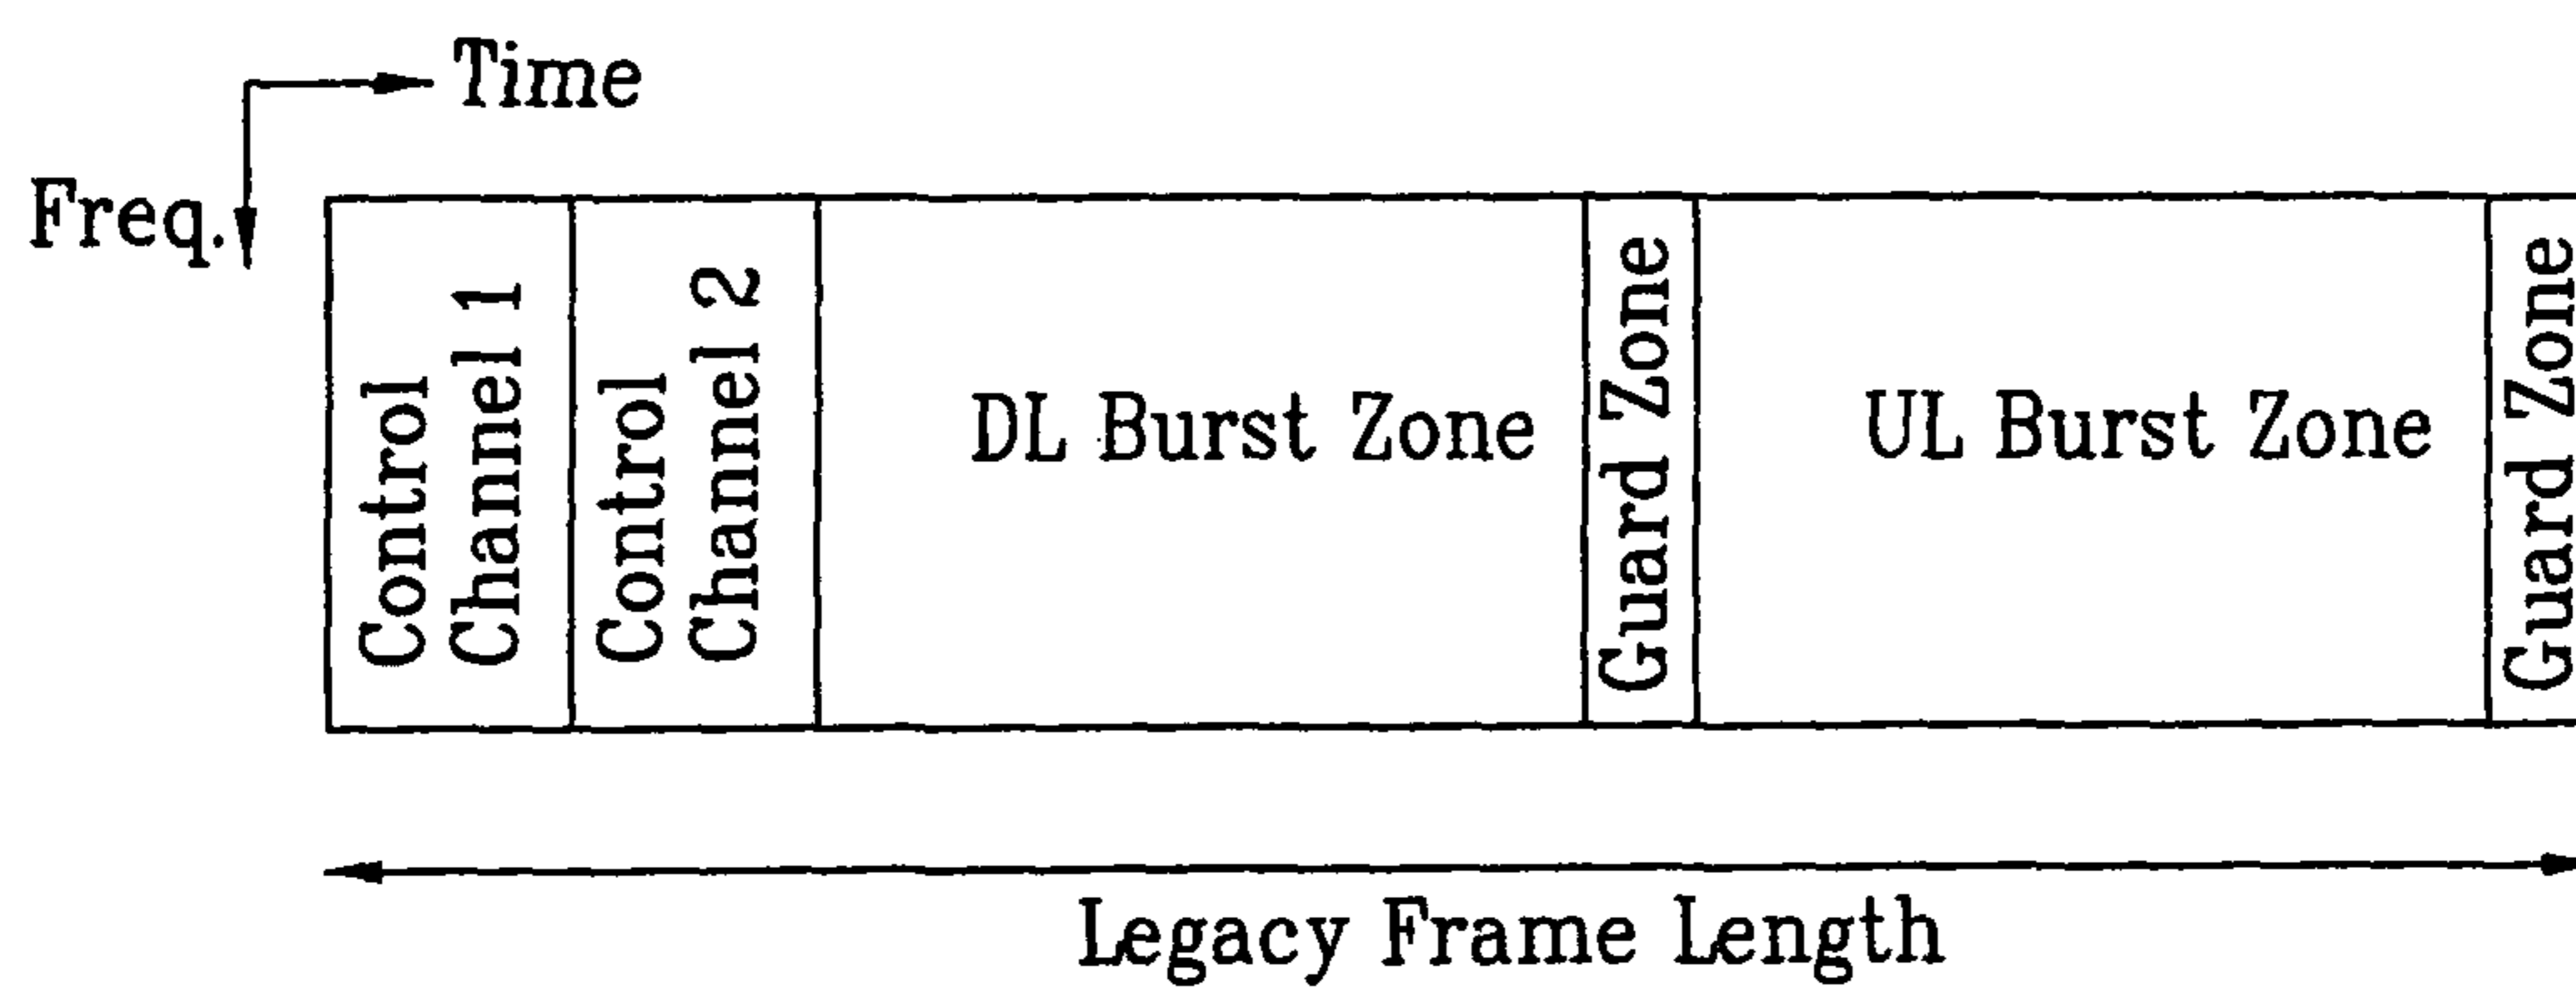 Time
Freq.
Control
Channel 1
Control
Channel 2
DL Burst Zone
Guard Zone
UL Burst Zone
Guard Zone
Legacy Frame Length